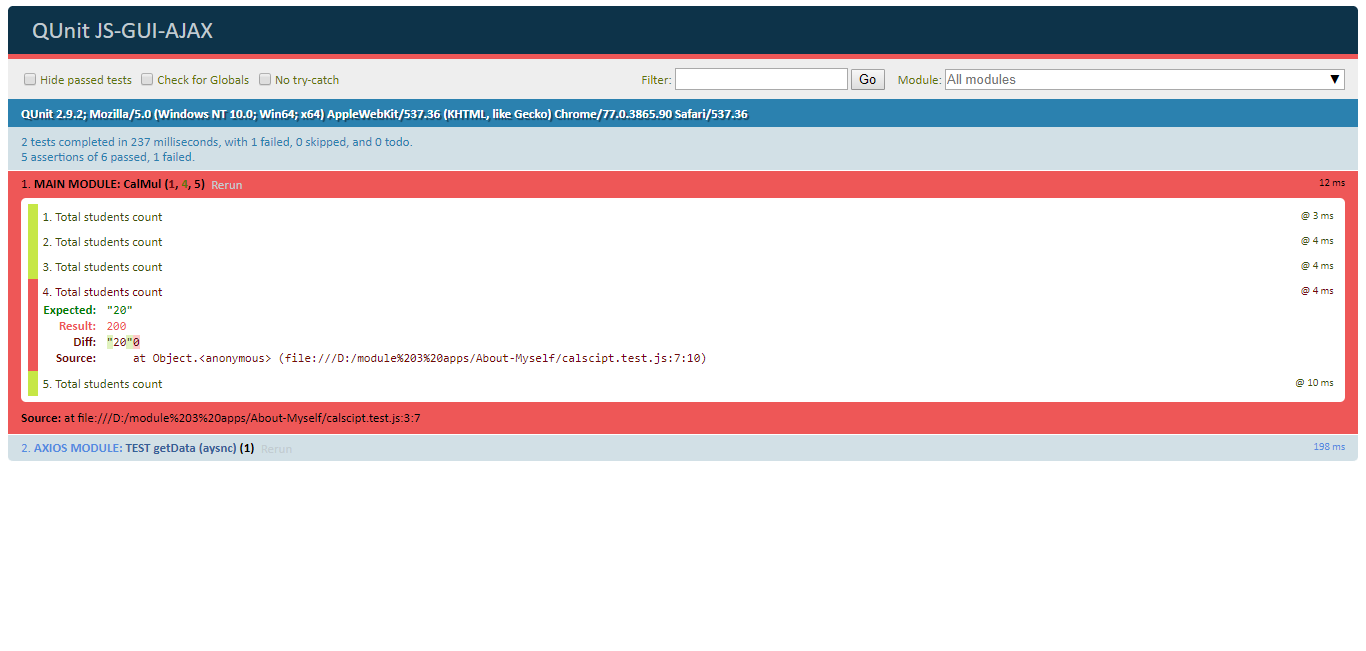 QUnit JS-GUI-AJAX
Hide passed tests Check for Globals No try-catch Filter: Go Module: All modules ▼
QUnit 2.9.2; Mozilla/5.0 (Windows NT 10.0; Win64; x64) AppleWebKit/537.36 (KHTML, like Gecko) Chrome/77.0.3865.90 Safari/537.36
2 tests completed in 237 milliseconds, with 1 failed, 0 skipped, and 0 todo.
5 assertions of 6 passed, 1 failed.
1. MAIN MODULE: CalMul (1, 4, 5) Rerun 12 ms
1. Total students count @ 3 ms
2. Total students count @ 4 ms
3. Total students count @ 4 ms
4. Total students count @ 4 ms
Expected: "20"
Result: 200
Diff: "20"0
Source: at Object.<anonymous> (file:///D:/module%203%20apps/About-Myself/calscipt.test.js:7:10)
5. Total students count @ 10 ms
Source: at file:///D:/module%203%20apps/About-Myself/calscipt.test.js:3:7
2. AXIOS MODULE: TEST getData (aysnc) (1) Rerun 198 ms